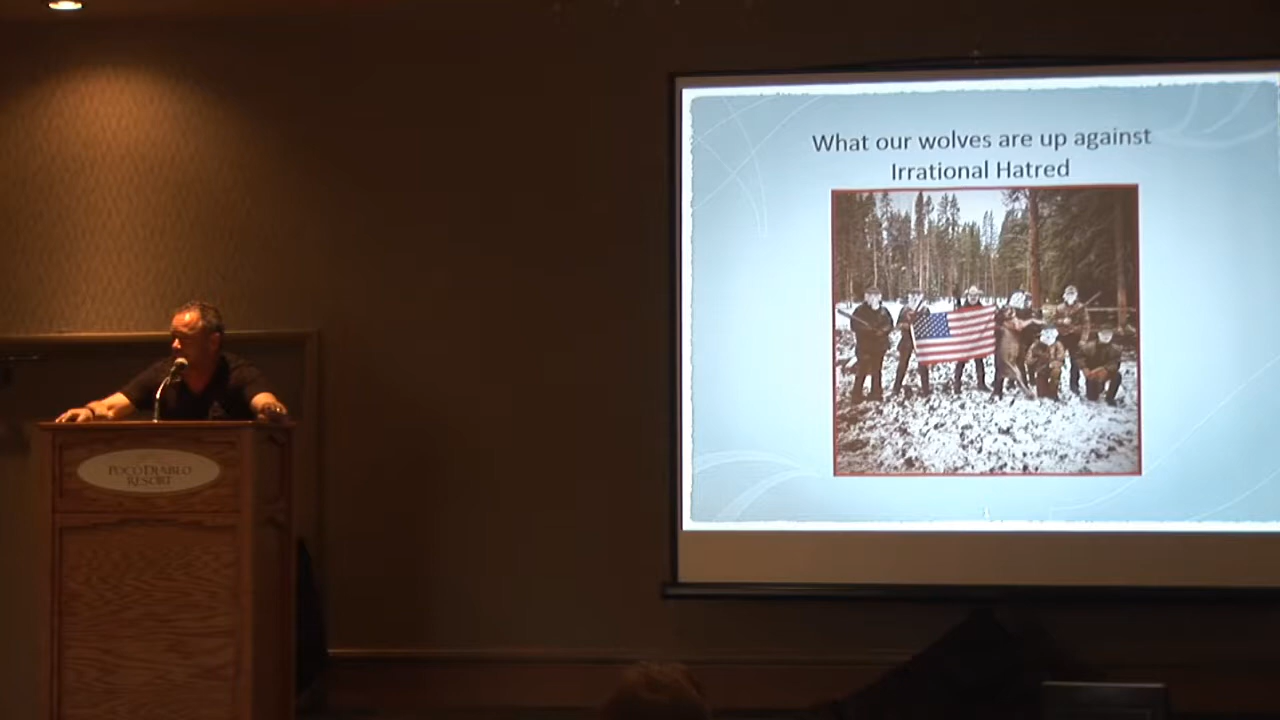 What our wolves are up against
Irrational Hatred
POCO DIABLO
RESORT